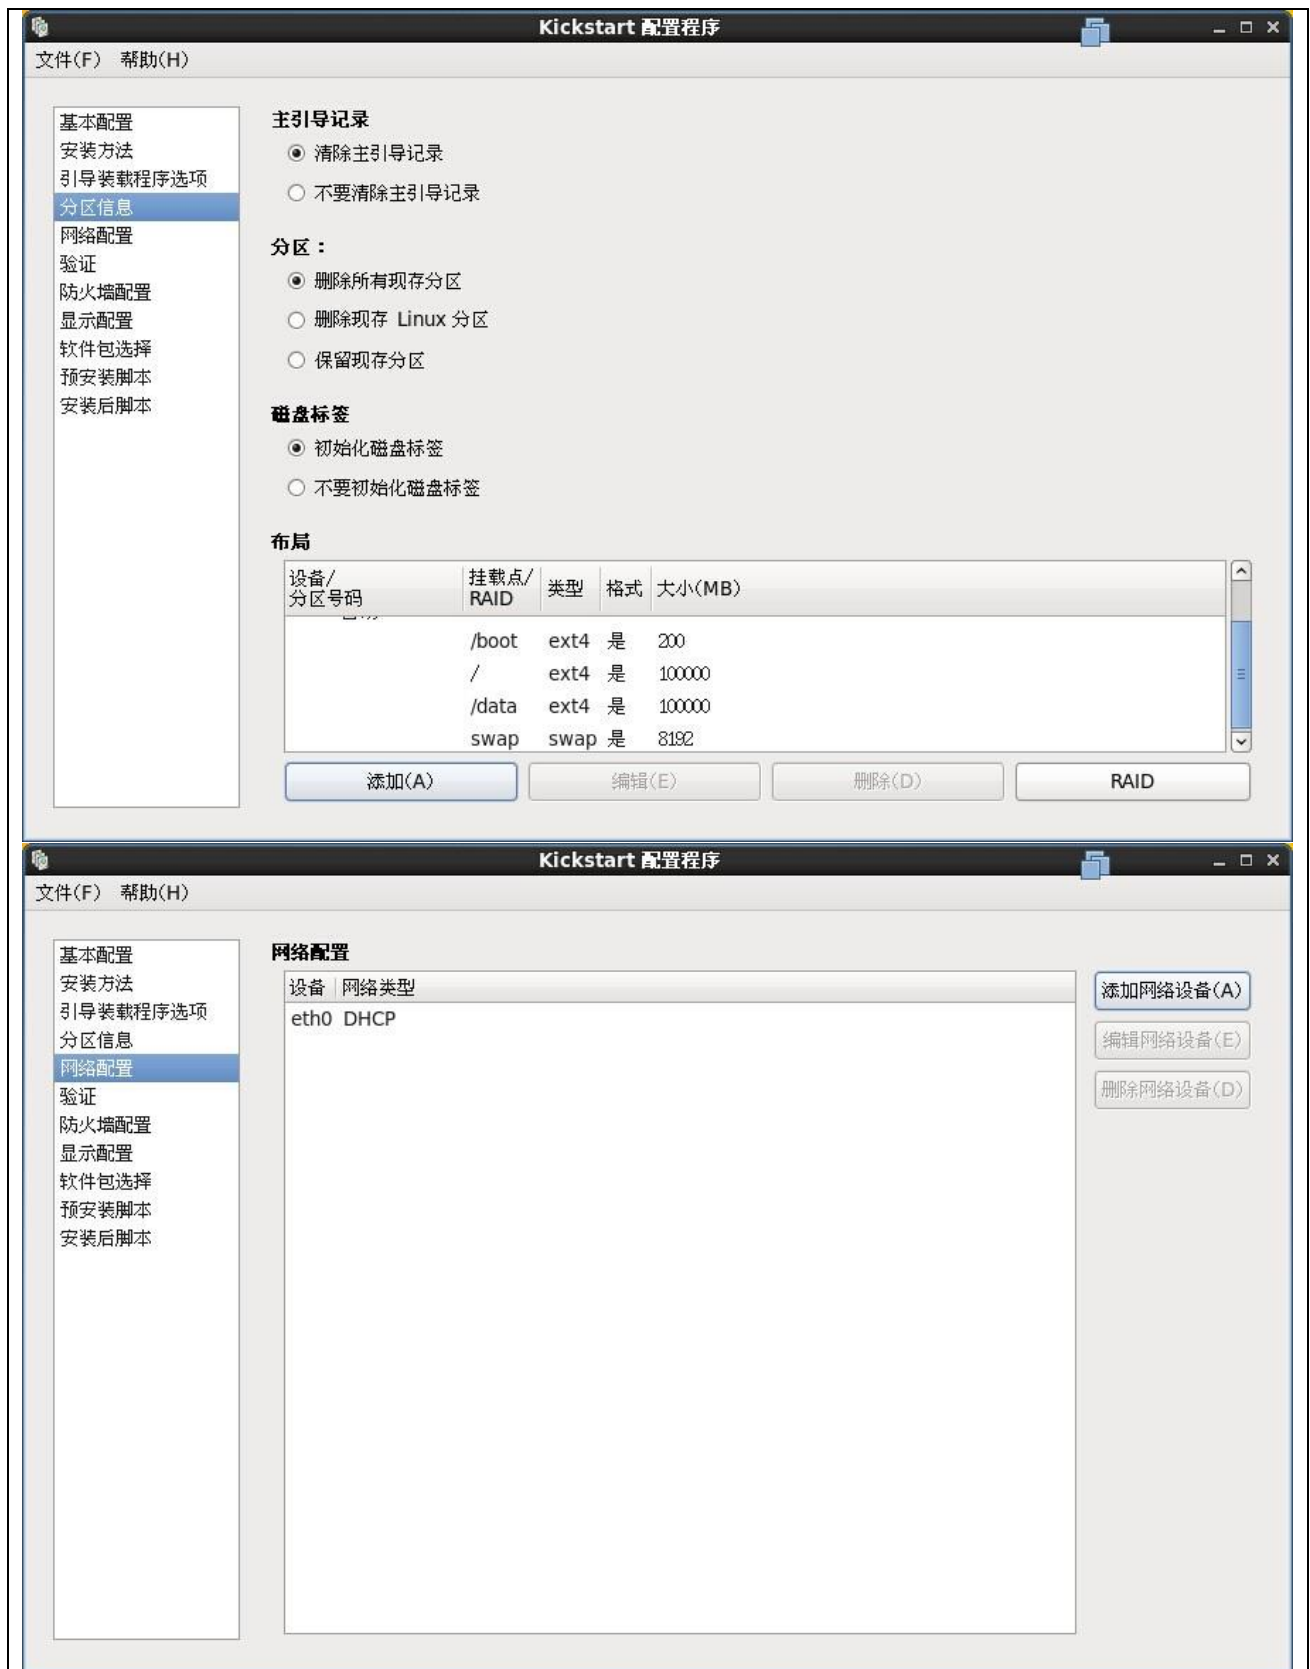 Kickstart 配置程序
文件(F) 帮助(H)
基本配置
安装方法
引导装载程序选项
分区信息
网络配置
验证
防火墙配置
显示配置
软件包选择
预安装脚本
安装后脚本
主引导记录
清除主引导记录
不要清除主引导记录
分区：
删除所有现存分区
删除现存 Linux 分区
保留现存分区
磁盘标签
初始化磁盘标签
不要初始化磁盘标签
布局
设备/分区号码 挂载点/RAID 类型 格式 大小(MB)
/boot ext4 是 200
/ ext4 是 100000
/data ext4 是 100000
swap swap 是 8192
添加(A) 编辑(E) 删除(D) RAID
Kickstart 配置程序
文件(F) 帮助(H)
基本配置
安装方法
引导装载程序选项
分区信息
网络配置
验证
防火墙配置
显示配置
软件包选择
预安装脚本
安装后脚本
网络配置
设备 网络类型
eth0 DHCP
添加网络设备(A)
编辑网络设备(E)
删除网络设备(D)